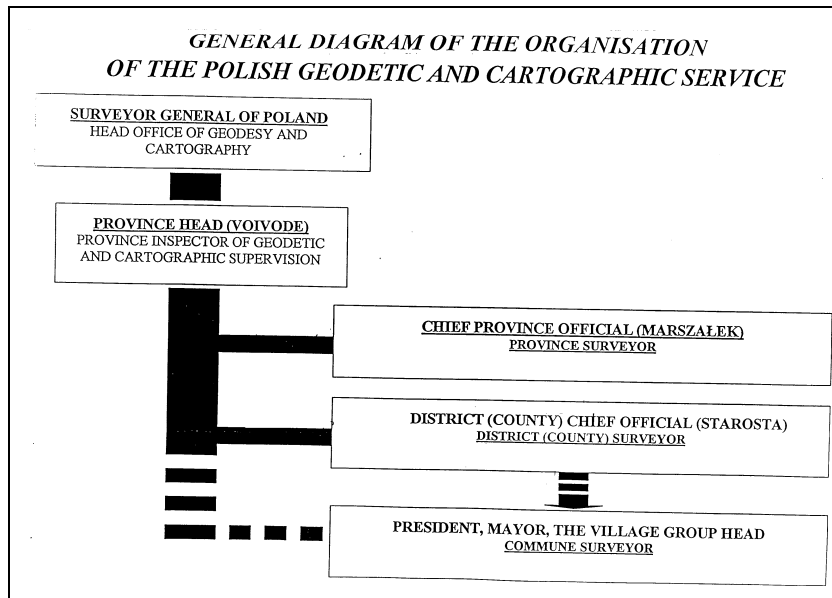 GENERAL DIAGRAM OF THE ORGANISATION
OF THE POLISH GEODETIC AND CARTOGRAPHIC SERVICE
SURVEYOR GENERAL OF POLAND
HEAD OFFICE OF GEODESY AND
CARTOGRAPHY
PROVINCE HEAD (VOIVODE)
PROVINCE INSPECTOR OF GEODETIC
AND CARTOGRAPHIC SUPERVISION
CHIEF PROVINCE OFFICIAL (MARSZAŁEK)
PROVINCE SURVEYOR
DISTRICT (COUNTY) CHIEF OFFICIAL (STAROSTA)
DISTRICT (COUNTY) SURVEYOR
PRESIDENT, MAYOR, THE VILLAGE GROUP HEAD
COMMUNE SURVEYOR